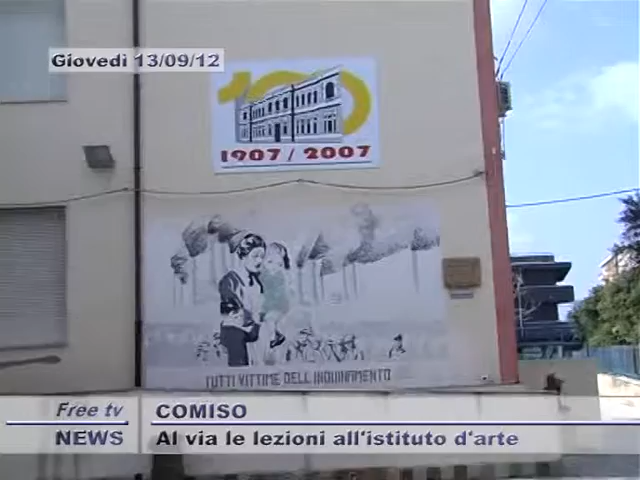 Giovedì 13/09/12
100
1907 / 2007
TUTTI VITTIME DELL'INQUINAMENTO
Free tv
NEWS
COMISO
Al via le lezioni all'istituto d'arte